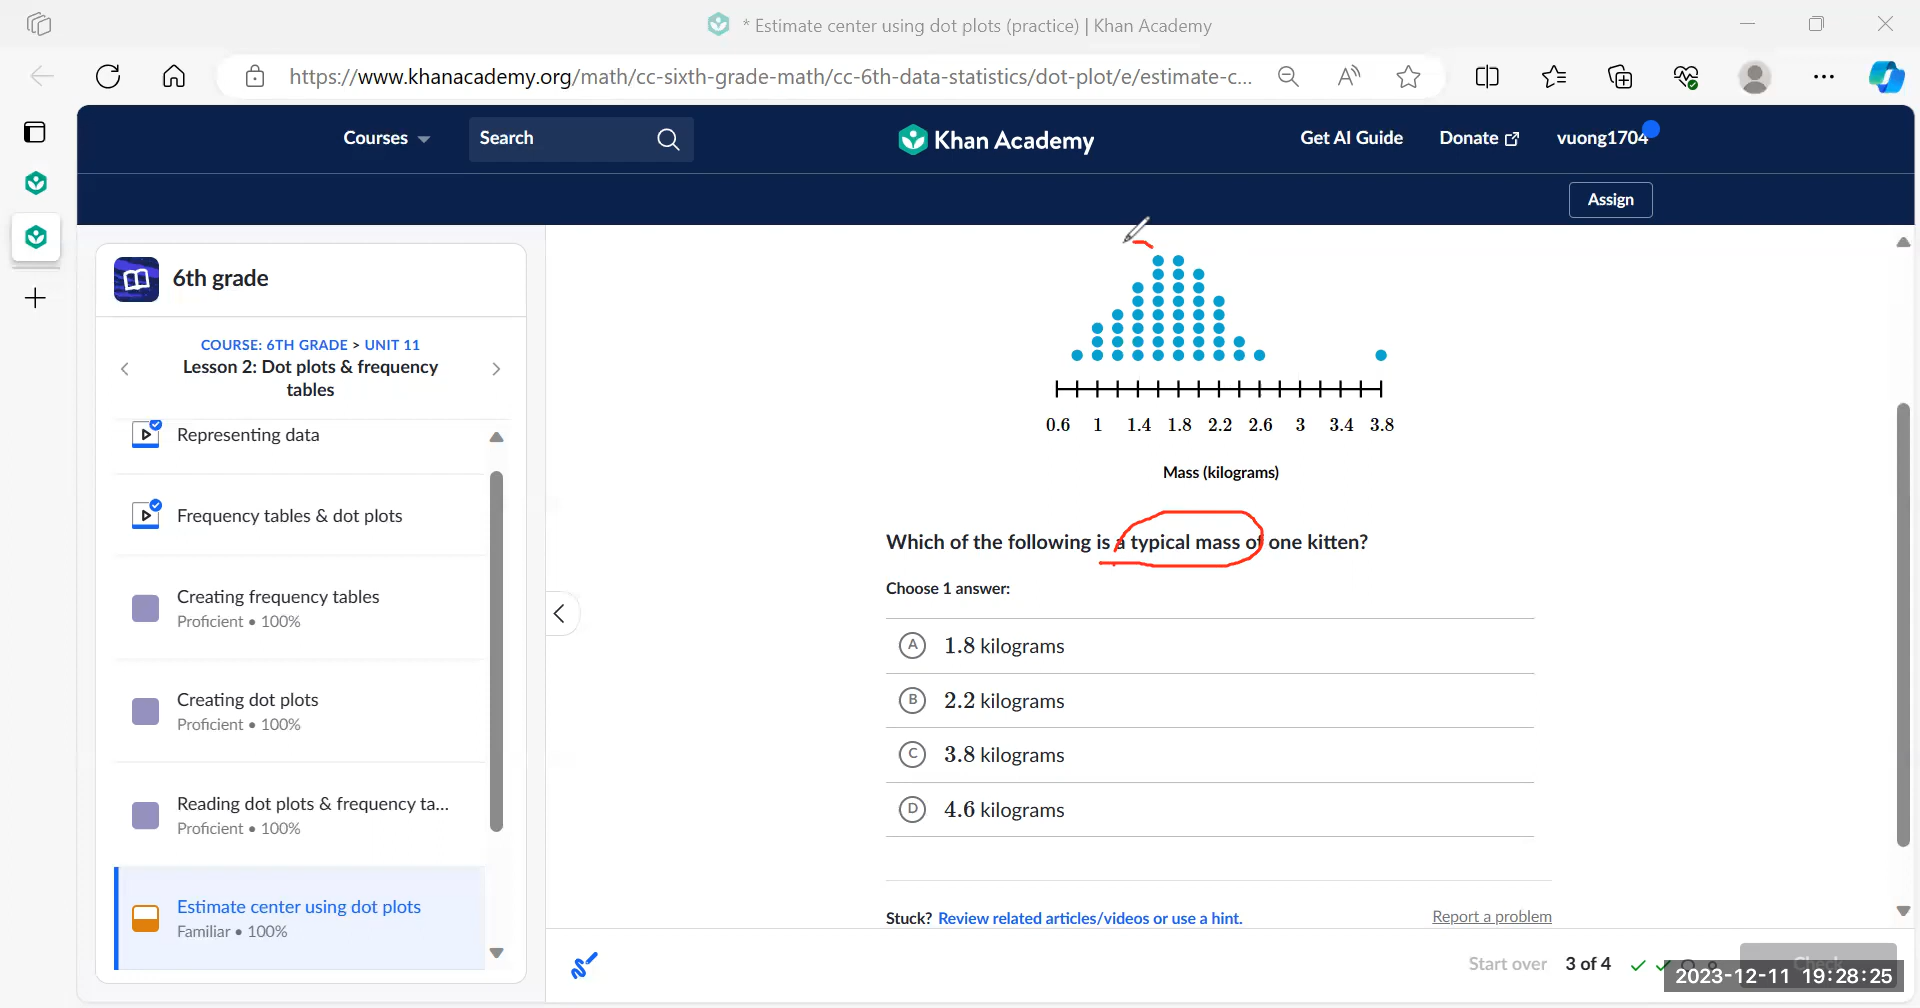 * Estimate center using dot plots (practice) | Khan Academy
https://www.khanacademy.org/math/cc-sixth-grade-math/cc-6th-data-statistics/dot-plot/e/estimate-c...
Courses
Search
Khan Academy
Get AI Guide
Donate
vuong1704
Assign
6th grade
COURSE: 6TH GRADE > UNIT 11
Lesson 2: Dot plots & frequency
tables
Representing data
Frequency tables & dot plots
Creating frequency tables
Proficient • 100%
Creating dot plots
Proficient • 100%
Reading dot plots & frequency ta...
Proficient • 100%
Estimate center using dot plots
Familiar • 100%
0.6 1 1.4 1.8 2.2 2.6 3 3.4 3.8
Mass (kilograms)
Which of the following is a typical mass of one kitten?
Choose 1 answer:
A 1.8 kilograms
B 2.2 kilograms
C 3.8 kilograms
D 4.6 kilograms
Stuck? Review related articles/videos or use a hint.
Report a problem
Start over
3 of 4
Check
2023-12-11 19:28:25